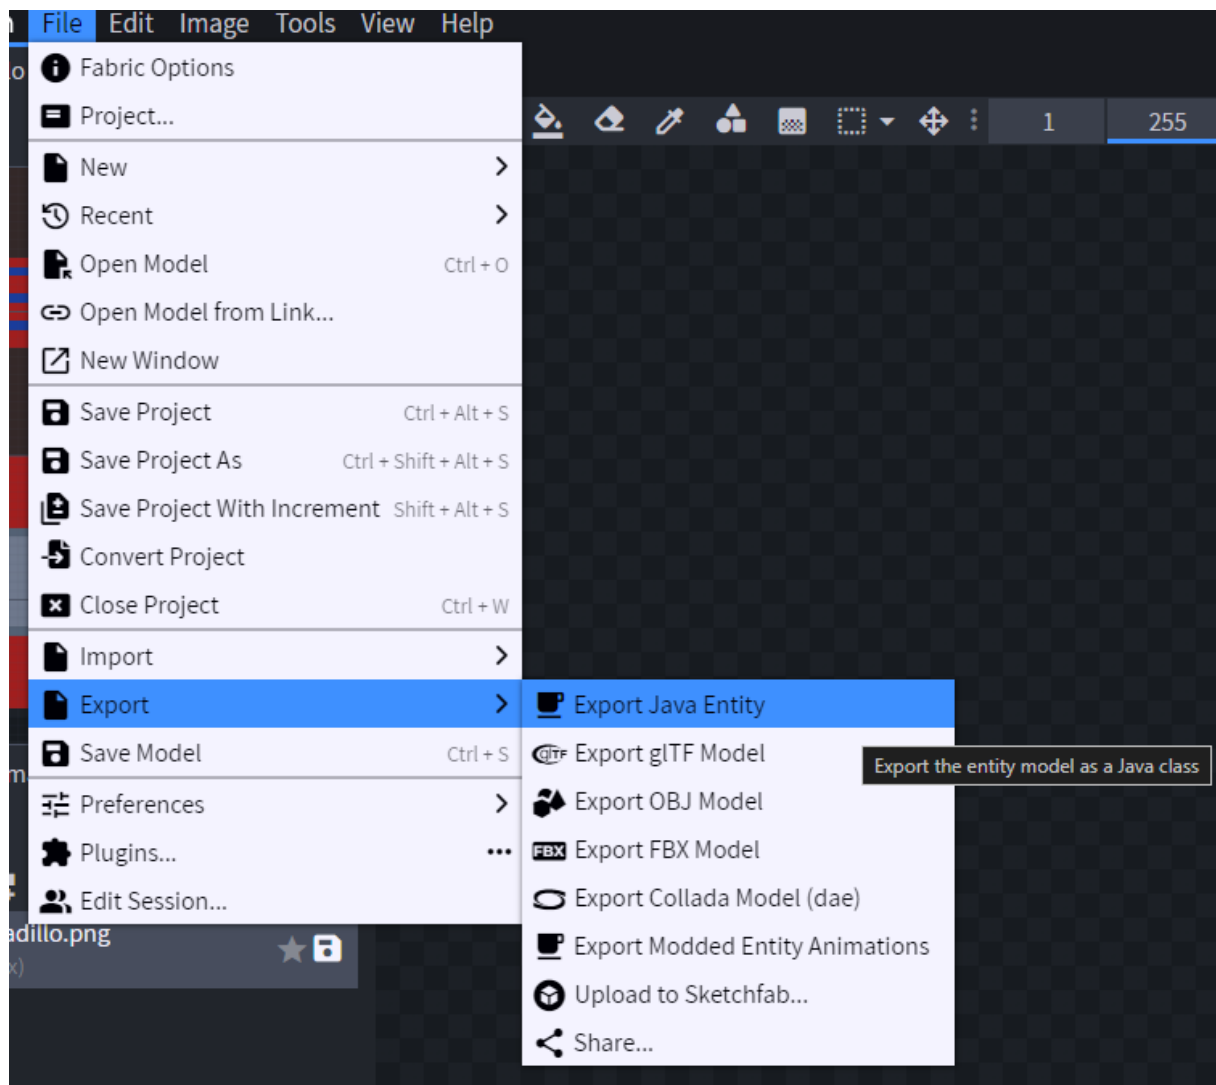 File Edit Image Tools View Help
Fabric Options
Project...
1 255
New
Recent
Open Model Ctrl + O
Open Model from Link...
New Window
Save Project Ctrl + Alt + S
Save Project As Ctrl + Shift + Alt + S
Save Project With Increment Shift + Alt + S
Convert Project
Close Project Ctrl + W
Import
Export
Export Java Entity
Save Model Ctrl + S
Export glTF Model
Export the entity model as a Java class
Preferences
Export OBJ Model
Plugins...
FBX Export FBX Model
Edit Session...
Export Collada Model (dae)
adillo.png
Export Modded Entity Animations
Upload to Sketchfab...
Share...